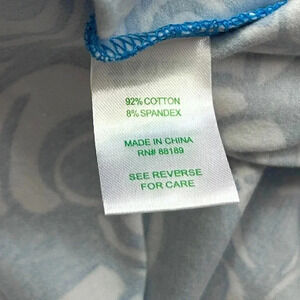 92% COTTON
8% SPANDEX
MADE IN CHINA
RN# 88189
SEE REVERSE
FOR CARE